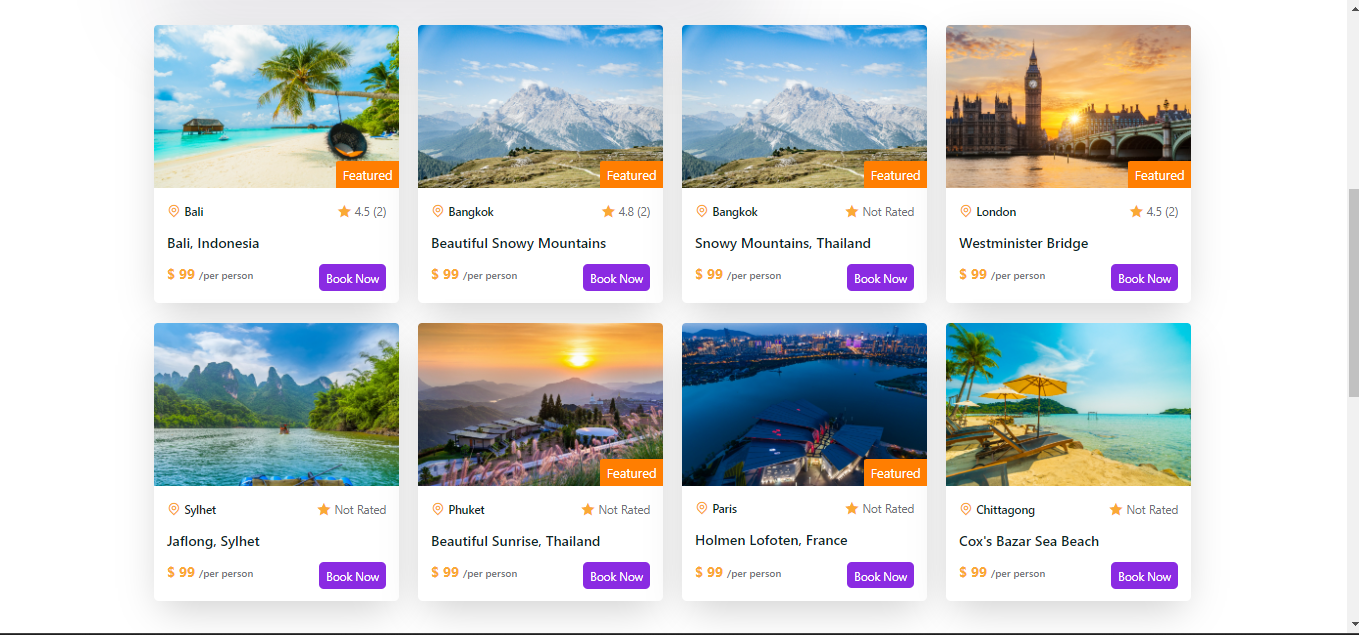 Featured
Featured
Featured
Featured
Bali 4.5 (2)
Bangkok 4.8 (2)
Bangkok Not Rated
London 4.5 (2)
Bali, Indonesia
Beautiful Snowy Mountains
Snowy Mountains, Thailand
Westminister Bridge
$ 99 /per person Book Now
$ 99 /per person Book Now
$ 99 /per person Book Now
$ 99 /per person Book Now
Featured
Featured
Sylhet Not Rated
Phuket Not Rated
Paris Not Rated
Chittagong Not Rated
Jaflong, Sylhet
Beautiful Sunrise, Thailand
Holmen Lofoten, France
Cox's Bazar Sea Beach
$ 99 /per person Book Now
$ 99 /per person Book Now
$ 99 /per person Book Now
$ 99 /per person Book Now